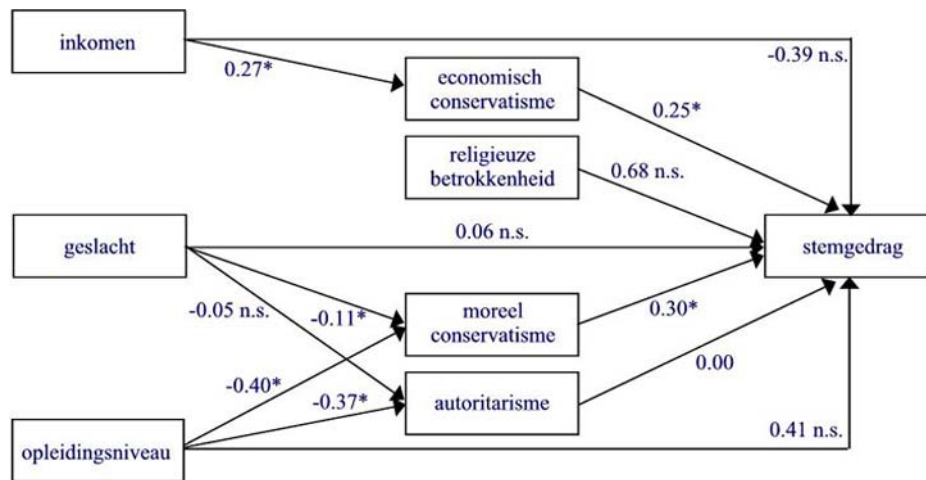 inkomen
-0.39 n.s.
0.27*
economisch
conservatisme
0.25*
religieuze
betrokkenheid
0.68 n.s.
geslacht
0.06 n.s.
stemgedrag
-0.05 n.s.
-0.11*
moreel
conservatisme
0.30*
-0.40*
-0.37*
autoritarisme
0.00
opleidingsniveau
0.41 n.s.